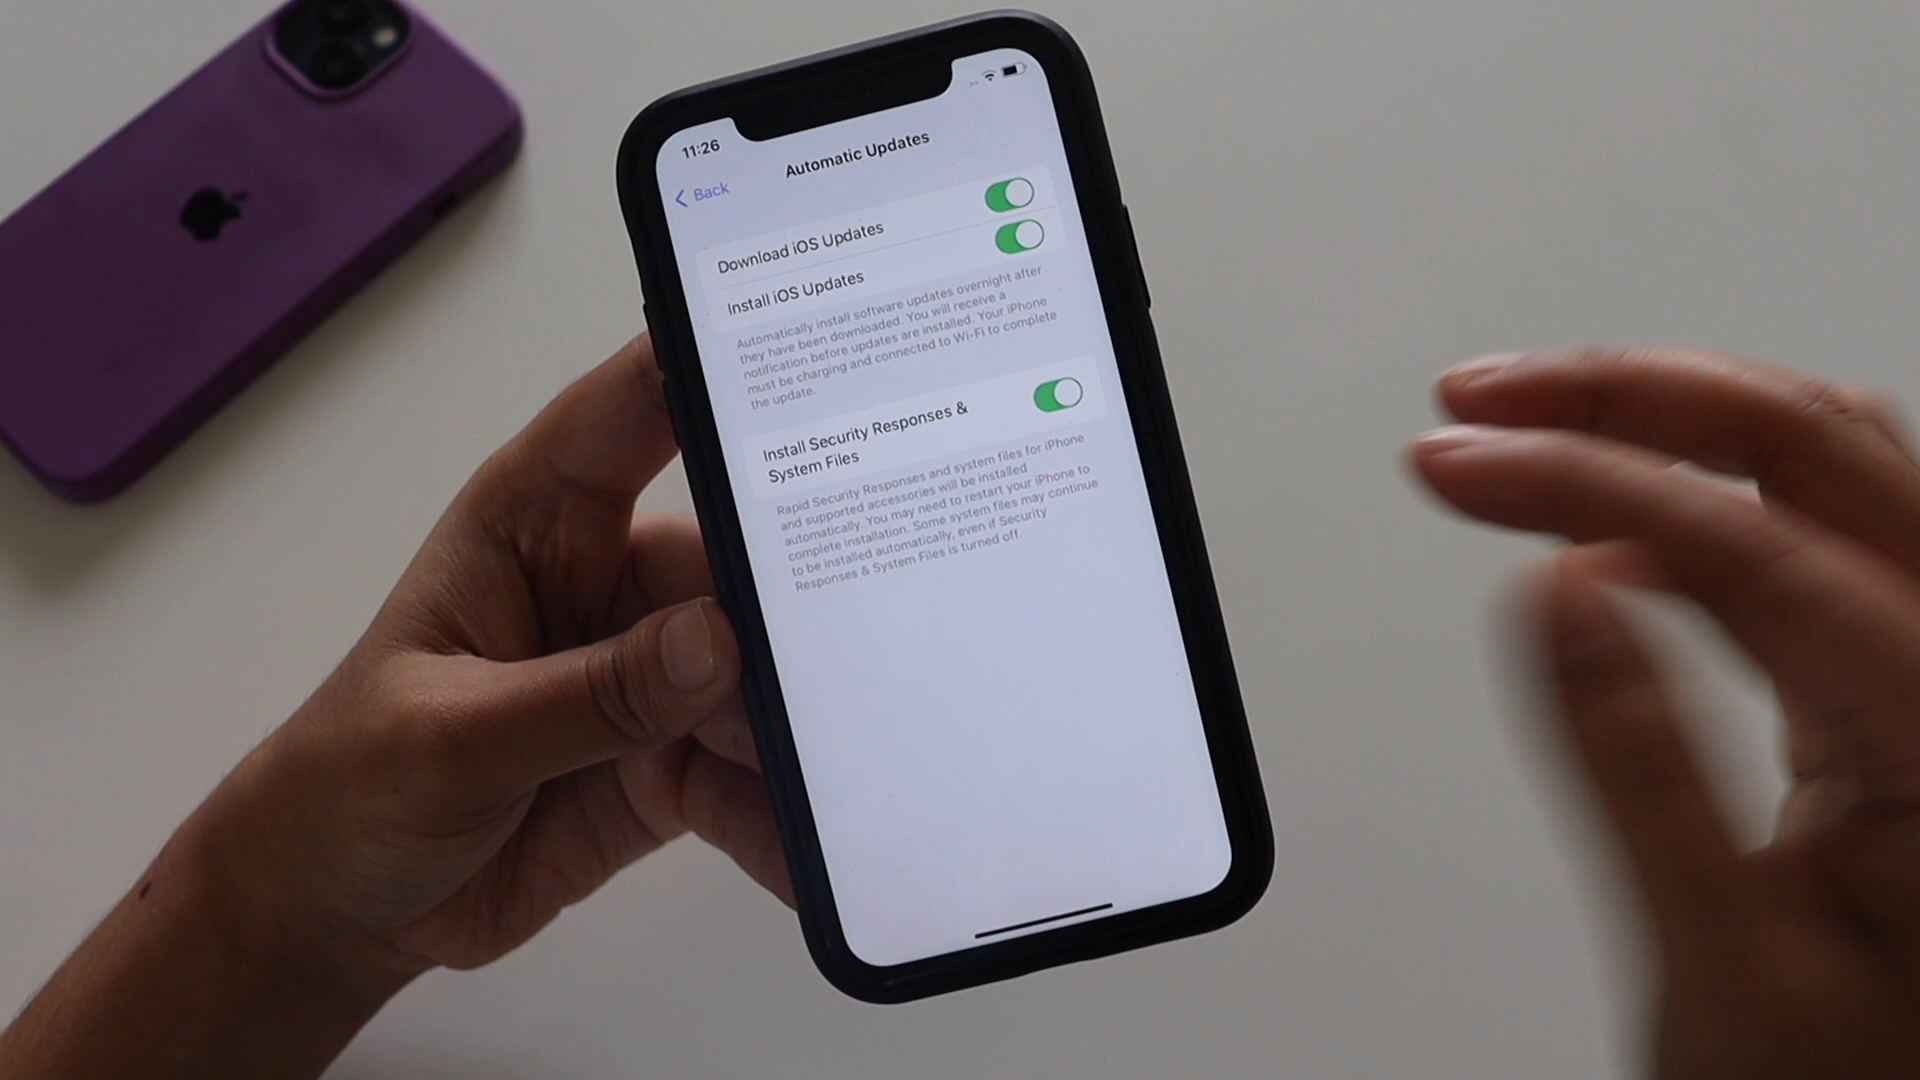 11:26
Back
Automatic Updates
Download iOS Updates
Install iOS Updates
Automatically install software updates overnight after
they have been downloaded. You will receive a
notification before updates are installed. Your iPhone
must be charging and connected to Wi-Fi to complete
the update.
Install Security Responses &
System Files
Rapid Security Responses and system files for iPhone
and supported accessories will be installed
automatically. You may need to restart your iPhone to
complete installation. Some system files may continue
to be installed automatically, even if Security
Responses & System Files is turned off.